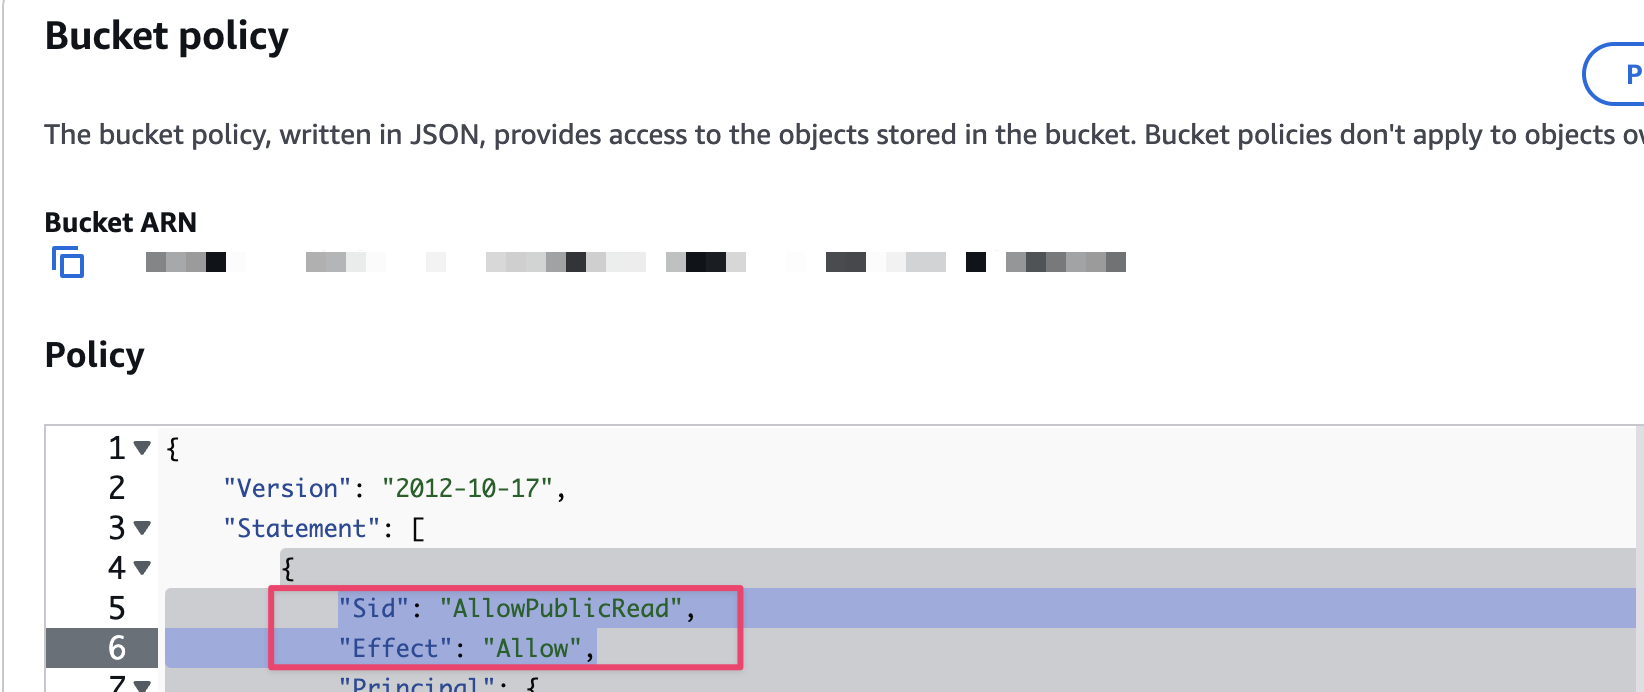 Bucket policy
P
The bucket policy, written in JSON, provides access to the objects stored in the bucket. Bucket policies don't apply to objects ow
Bucket ARN
Policy
1 {
2 "Version": "2012-10-17",
3 "Statement": [
4 {
5 "Sid": "AllowPublicRead",
6 "Effect": "Allow",
7 "Principal": {